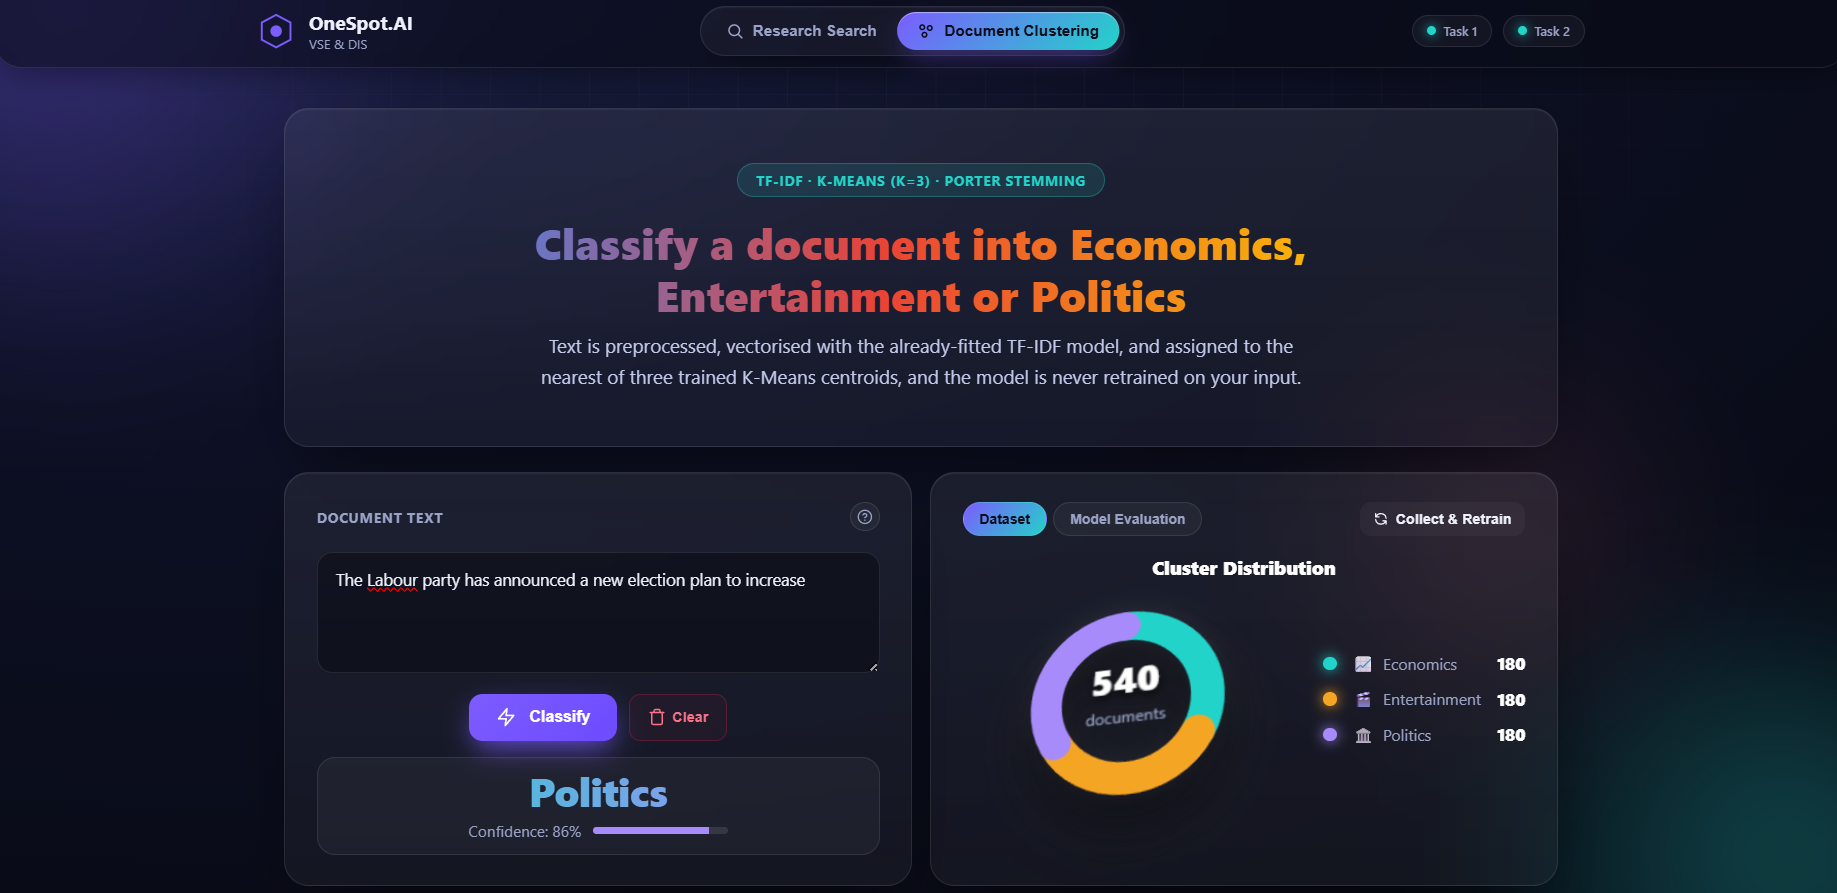 OneSpot.AI
VSE & DIS
Research Search
Document Clustering
Task 1
Task 2
TF-IDF · K-MEANS (K=3) · PORTER STEMMING
Classify a document into Economics,
Entertainment or Politics
Text is preprocessed, vectorised with the already-fitted TF-IDF model, and assigned to the
nearest of three trained K-Means centroids, and the model is never retrained on your input.
DOCUMENT TEXT
The Labour party has announced a new election plan to increase
Classify
Clear
Politics
Confidence: 86%
Dataset
Model Evaluation
Collect & Retrain
Cluster Distribution
540
documents
Economics 180
Entertainment 180
Politics 180